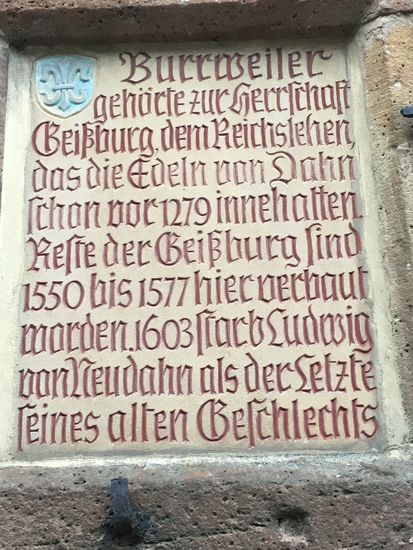 Burrweiler
gehörte zur Herrschaft
Geißburg, dem Reichslehen,
das die Edeln von Dahn
schon vor 1279 innehatten.
Reste der Geißburg sind
1550 bis 1577 hier verbaut
worden. 1603 starb Ludwig
von Neudahn als der Letzte
seines alten Geschlechts